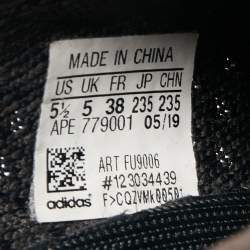 MADE IN CHINA
US UK FR JP CHN
5½ 5 38 235 235
APE 779001 05/19
ART FU9006
#123034439
adidas
F>CQZVMk0050↑